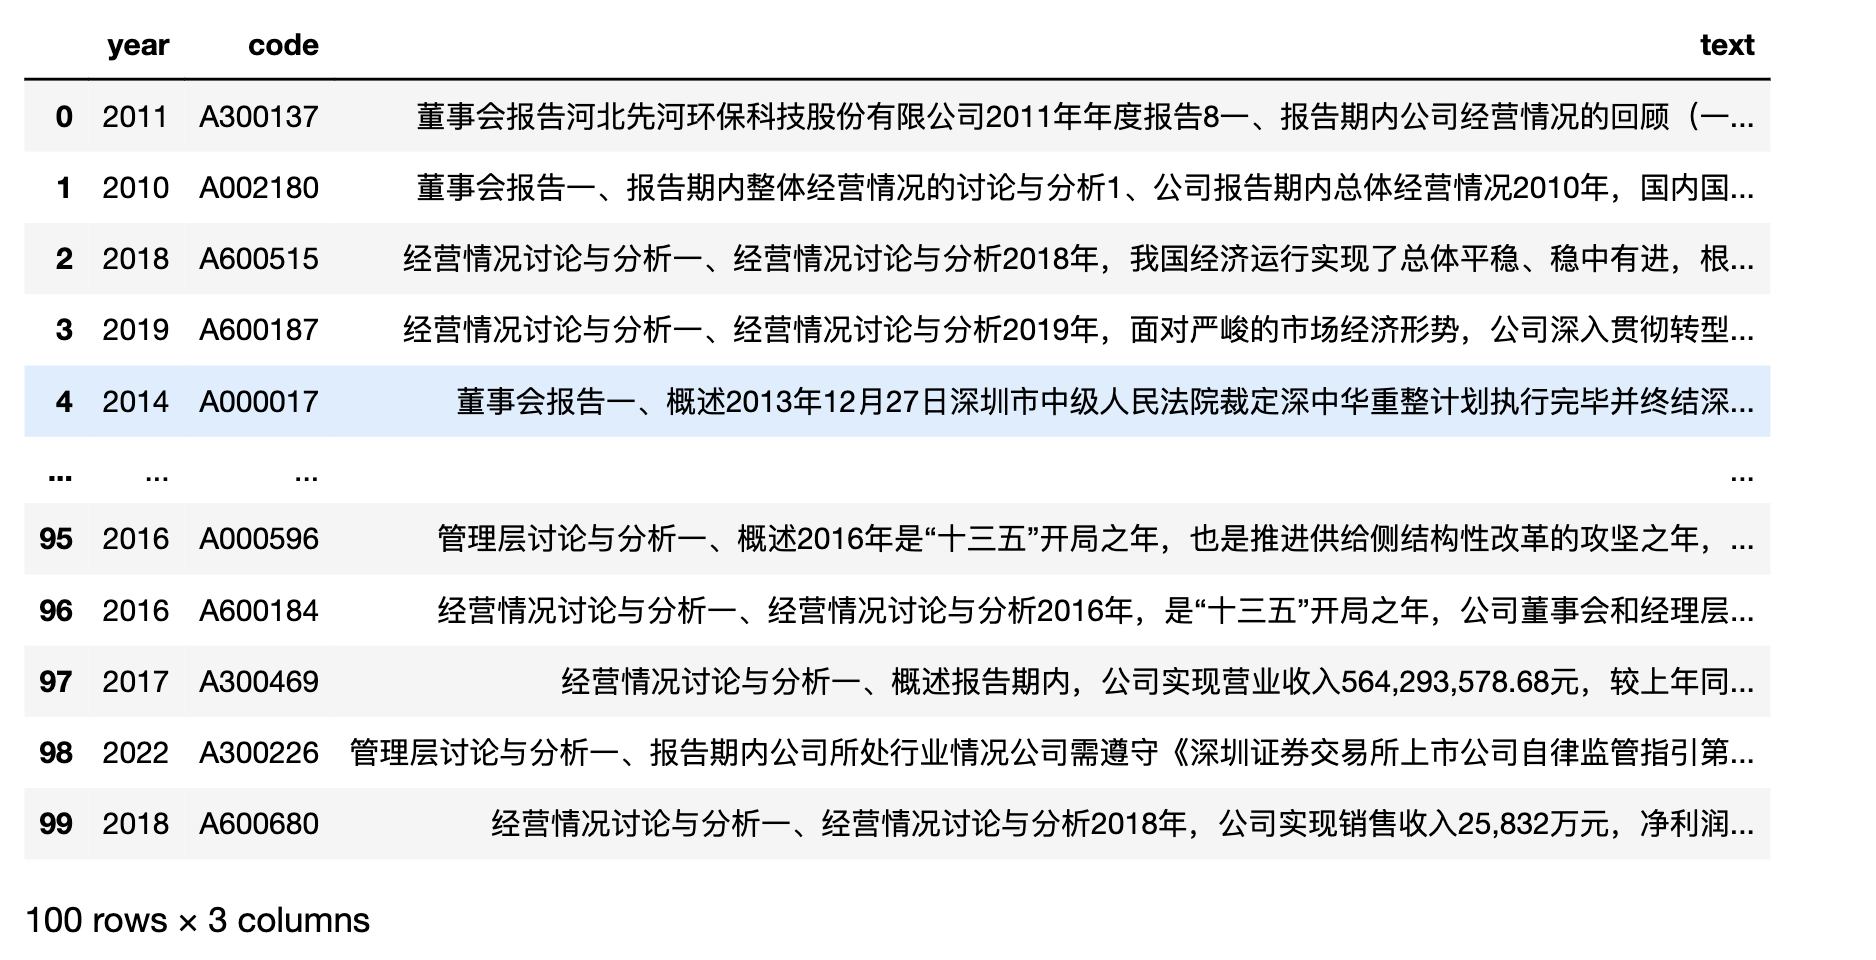 year code text
0 2011 A300137 董事会报告河北先河环保科技股份有限公司2011年年度报告8一、报告期内公司经营情况的回顾（一...
1 2010 A002180 董事会报告一、报告期内整体经营情况的讨论与分析1、公司报告期内总体经营情况2010年，国内国...
2 2018 A600515 经营情况讨论与分析一、经营情况讨论与分析2018年，我国经济运行实现了总体平稳、稳中有进，根...
3 2019 A600187 经营情况讨论与分析一、经营情况讨论与分析2019年，面对严峻的市场经济形势，公司深入贯彻转型...
4 2014 A000017 董事会报告一、概述2013年12月27日深圳市中级人民法院裁定深中华重整计划执行完毕并终结深...
... ... ... ...
95 2016 A000596 管理层讨论与分析一、概述2016年是“十三五”开局之年，也是推进供给侧结构性改革的攻坚之年，...
96 2016 A600184 经营情况讨论与分析一、经营情况讨论与分析2016年，是“十三五”开局之年，公司董事会和经理层...
97 2017 A300469 经营情况讨论与分析一、概述报告期内，公司实现营业收入564,293,578.68元，较上年同...
98 2022 A300226 管理层讨论与分析一、报告期内公司所处行业情况公司需遵守《深圳证券交易所上市公司自律监管指引第...
99 2018 A600680 经营情况讨论与分析一、经营情况讨论与分析2018年，公司实现销售收入25,832万元，净利润...
100 rows × 3 columns